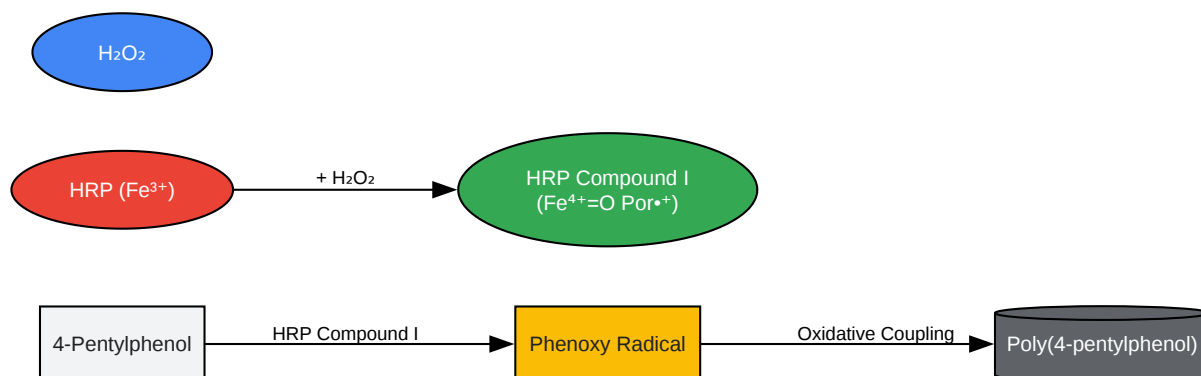 H₂O₂
HRP (Fe³⁺)
+ H₂O₂
HRP Compound I
(Fe⁴⁺=O Por•⁺)
4-Pentylphenol
HRP Compound I
Phenoxy Radical
Oxidative Coupling
Poly(4-pentylphenol)